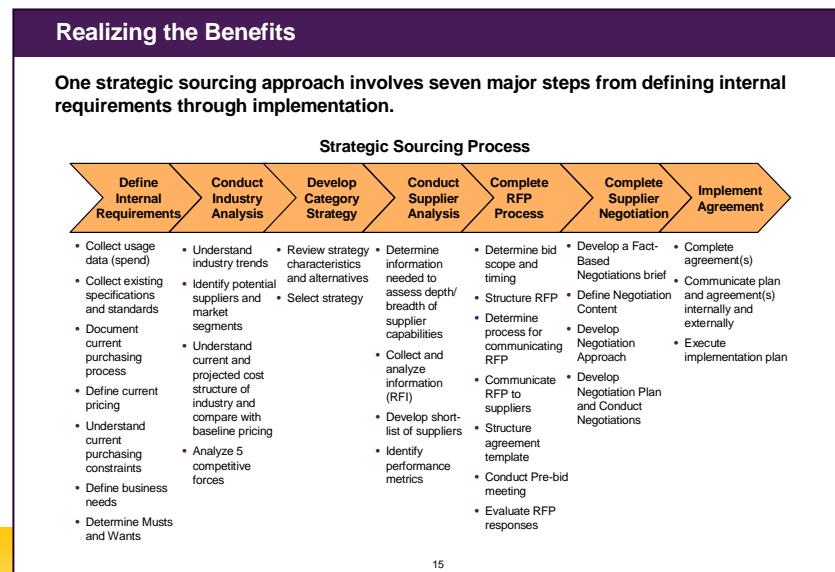 Realizing the Benefits
One strategic sourcing approach involves seven major steps from defining internal
requirements through implementation.
Strategic Sourcing Process
Define
Internal
Requirements
Conduct
Industry
Analysis
Develop
Category
Strategy
Conduct
Supplier
Analysis
Complete
RFP
Process
Complete
Supplier
Negotiation
Implement
Agreement
• Collect usage
data (spend)
• Collect existing
specifications
and standards
• Document
current
purchasing
process
• Define current
pricing
• Understand
current
purchasing
constraints
• Define business
needs
• Determine Musts
and Wants
• Understand
industry trends
• Identify potential
suppliers and
market
segments
• Understand
current and
projected cost
structure of
industry and
compare with
baseline pricing
• Analyze 5
competitive
forces
• Review strategy
characteristics
and alternatives
• Select strategy
• Determine
information
needed to
assess depth/
breadth of
supplier
capabilities
• Collect and
analyze
information
(RFI)
• Develop short-
list of suppliers
• Identify
performance
metrics
• Determine bid
scope and
timing
• Structure RFP
• Determine
process for
communicating
RFP
• Communicate
RFP to
suppliers
• Structure
agreement
template
• Conduct Pre-bid
meeting
• Evaluate RFP
responses
• Develop a Fact-
Based
Negotiations brief
• Define Negotiation
Content
• Develop
Negotiation
Approach
• Develop
Negotiation Plan
and Conduct
Negotiations
• Complete
agreement(s)
• Communicate plan
and agreement(s)
internally and
externally
• Execute
implementation plan
15